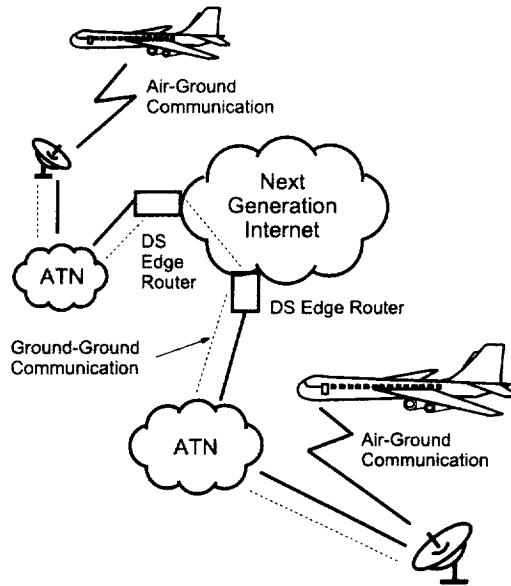 Air-Ground
Communication
Next
Generation
Internet
DS
Edge
Router
ATN
DS Edge Router
Ground-Ground
Communication
ATN
Air-Ground
Communication